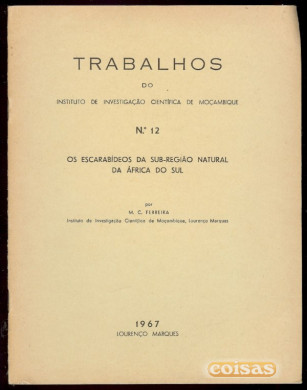 TRABALHOS
DO
INSTITUTO DE INVESTIGAÇÃO CIENTÍFICA DE MOÇAMBIQUE
N.º 12
OS ESCARABÍDEOS DA SUB-REGIÃO NATURAL
DA ÁFRICA DO SUL
por
M. C. FERREIRA
Instituto de Investigação Científica de Moçambique, Lourenço Marques
1967
LOURENÇO MARQUES
coisas